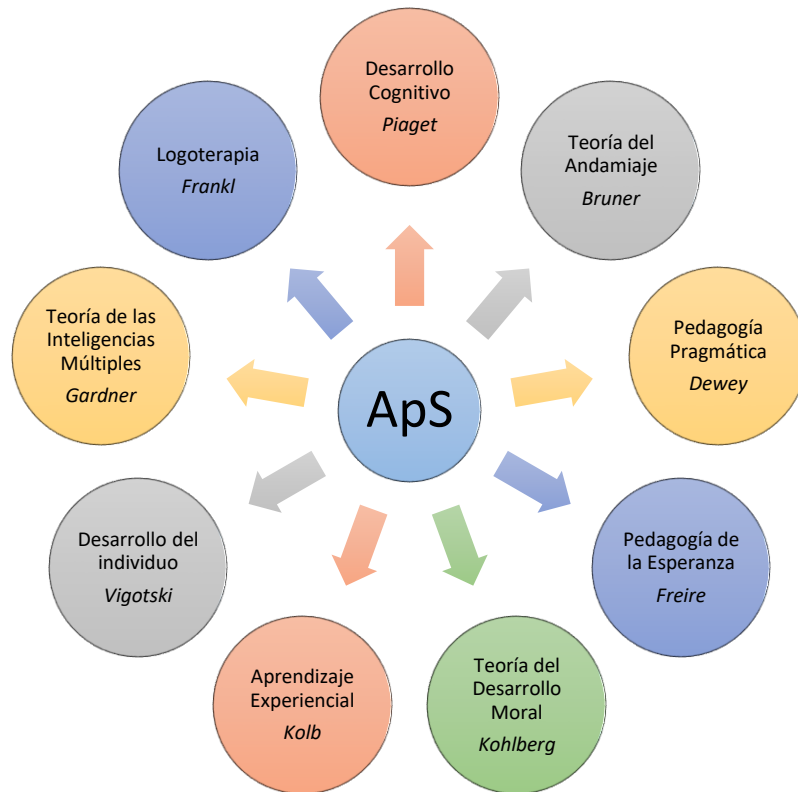 Desarrollo
Cognitivo
Piaget
Teoría del
Andamiaje
Bruner
Pedagogía
Pragmática
Dewey
Pedagogía de
la Esperanza
Freire
Teoría del
Desarrollo
Moral
Kohlberg
Aprendizaje
Experiencial
Kolb
Desarrollo del
individuo
Vigotski
Teoría de las
Inteligencias
Múltiples
Gardner
Logoterapia
Frankl
ApS